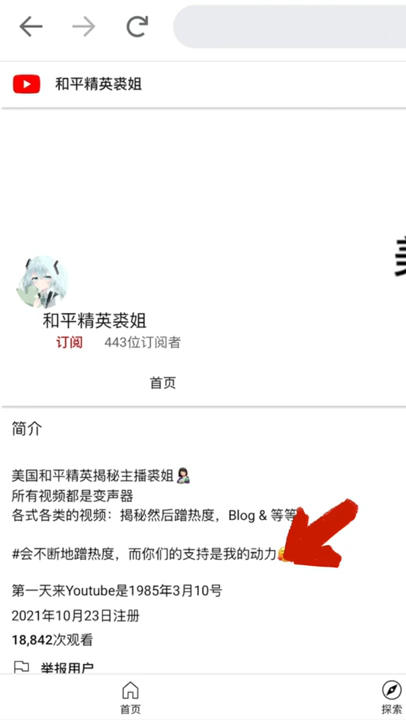 和平精英裘姐
和平精英裘姐
订阅 443位订阅者
首页
简介
美国和平精英揭秘主播裘姐
所有视频都是变声器
各式各类的视频：揭秘然后蹭热度，Blog & 等等
#会不断地蹭热度，而你们的支持是我的动力
第一天来Youtube是1985年3月10号
2021年10月23日注册
18,842次观看
举报用户
首页
探索